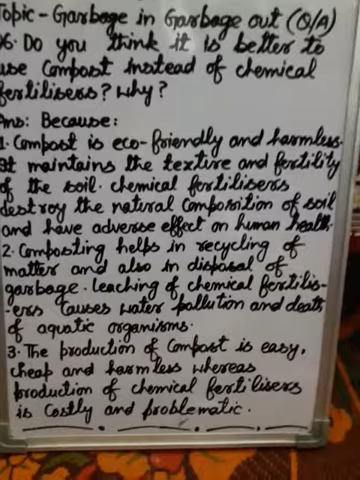 Topic - Garbage in Garbage out (Q/A)
Q6. Do you think it is better to
use Compost instead of chemical
fertilisers? Why?
Ans: Because:
1. Compost is eco-friendly and harmless.
It maintains the texture and fertility
of the soil. chemical fertilisers
destroy the natural Composition of soil
and have adverse effect on human health.
2. Composting helps in recycling of
matter and also in disposal of
garbage. leaching of chemical fertilis-
-ers causes water pollution and death
of aquatic organisms.
3. The production of Compost is easy,
cheap and harmless whereas
production of chemical fertilisers
is Costly and problematic.